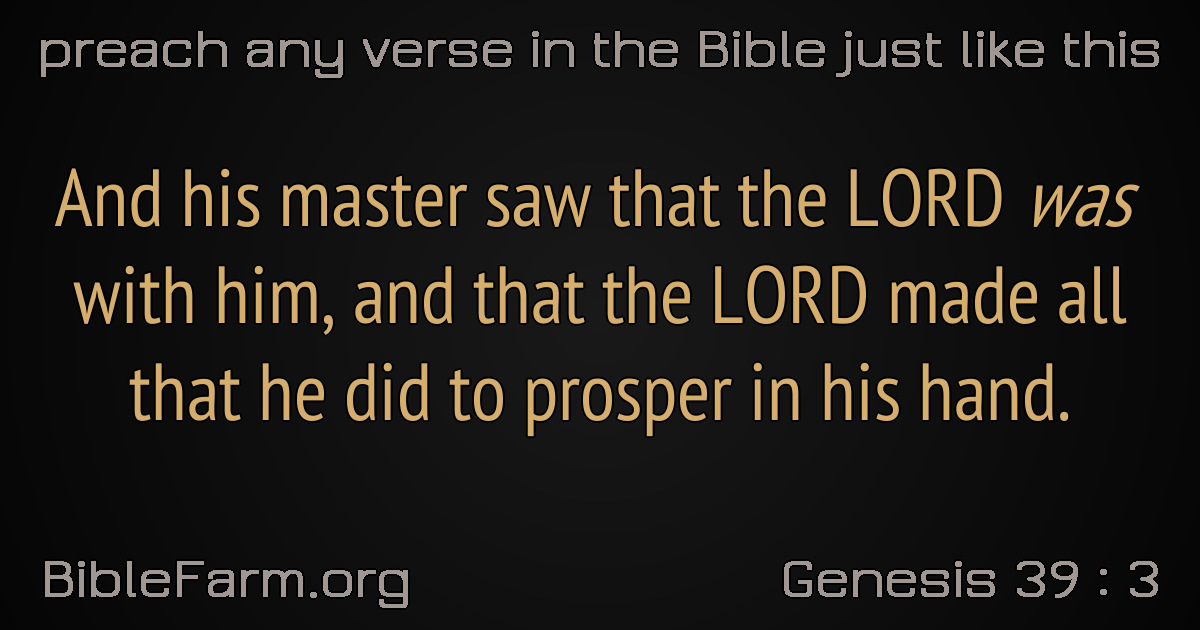 preach any verse in the Bible just like this
And his master saw that the LORD was
with him, and that the LORD made all
that he did to prosper in his hand.
BibleFarm.org
Genesis 39 : 3